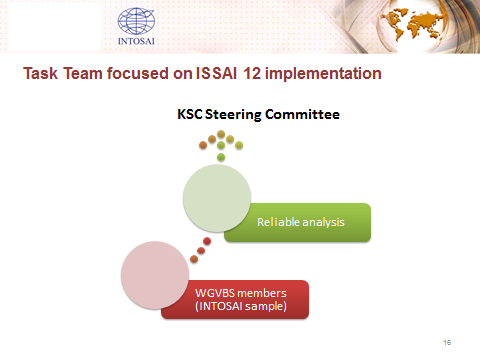 INTOSAI
Task Team focused on ISSAI 12 implementation
KSC Steering Committee
Reliable analysis
WGVBS members
(INTOSAI sample)
16